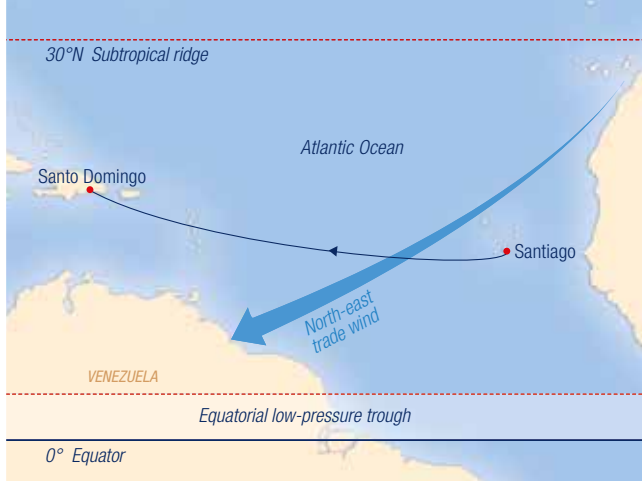 30°N Subtropical ridge
Atlantic Ocean
Santo Domingo
Santiago
North-east
trade wind
VENEZUELA
Equatorial low-pressure trough
0° Equator